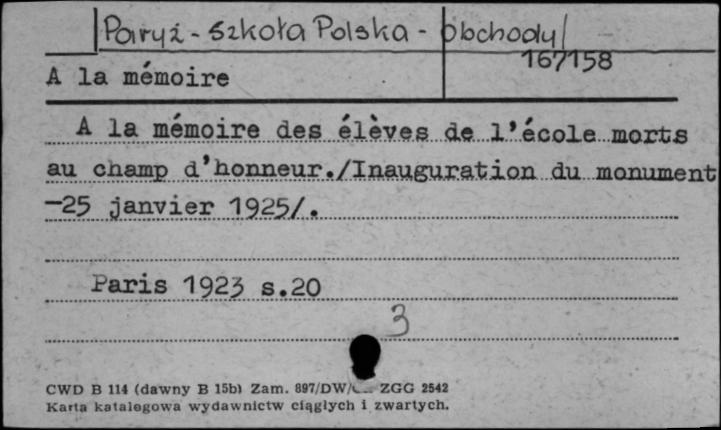 Paryż - Szkoła Polska - obchody
167158
A la mémoire
A la mémoire des élèves de l'école morts
au champ d'honneur./Inauguration du monument
-25 janvier 1925/.
Paris 1923 s.20
3
CWD B 114 (dawny B 15b) Zam. 897/DW/ ZGG 2542
Karta katalogowa wydawnictw ciągłych i zwartych.